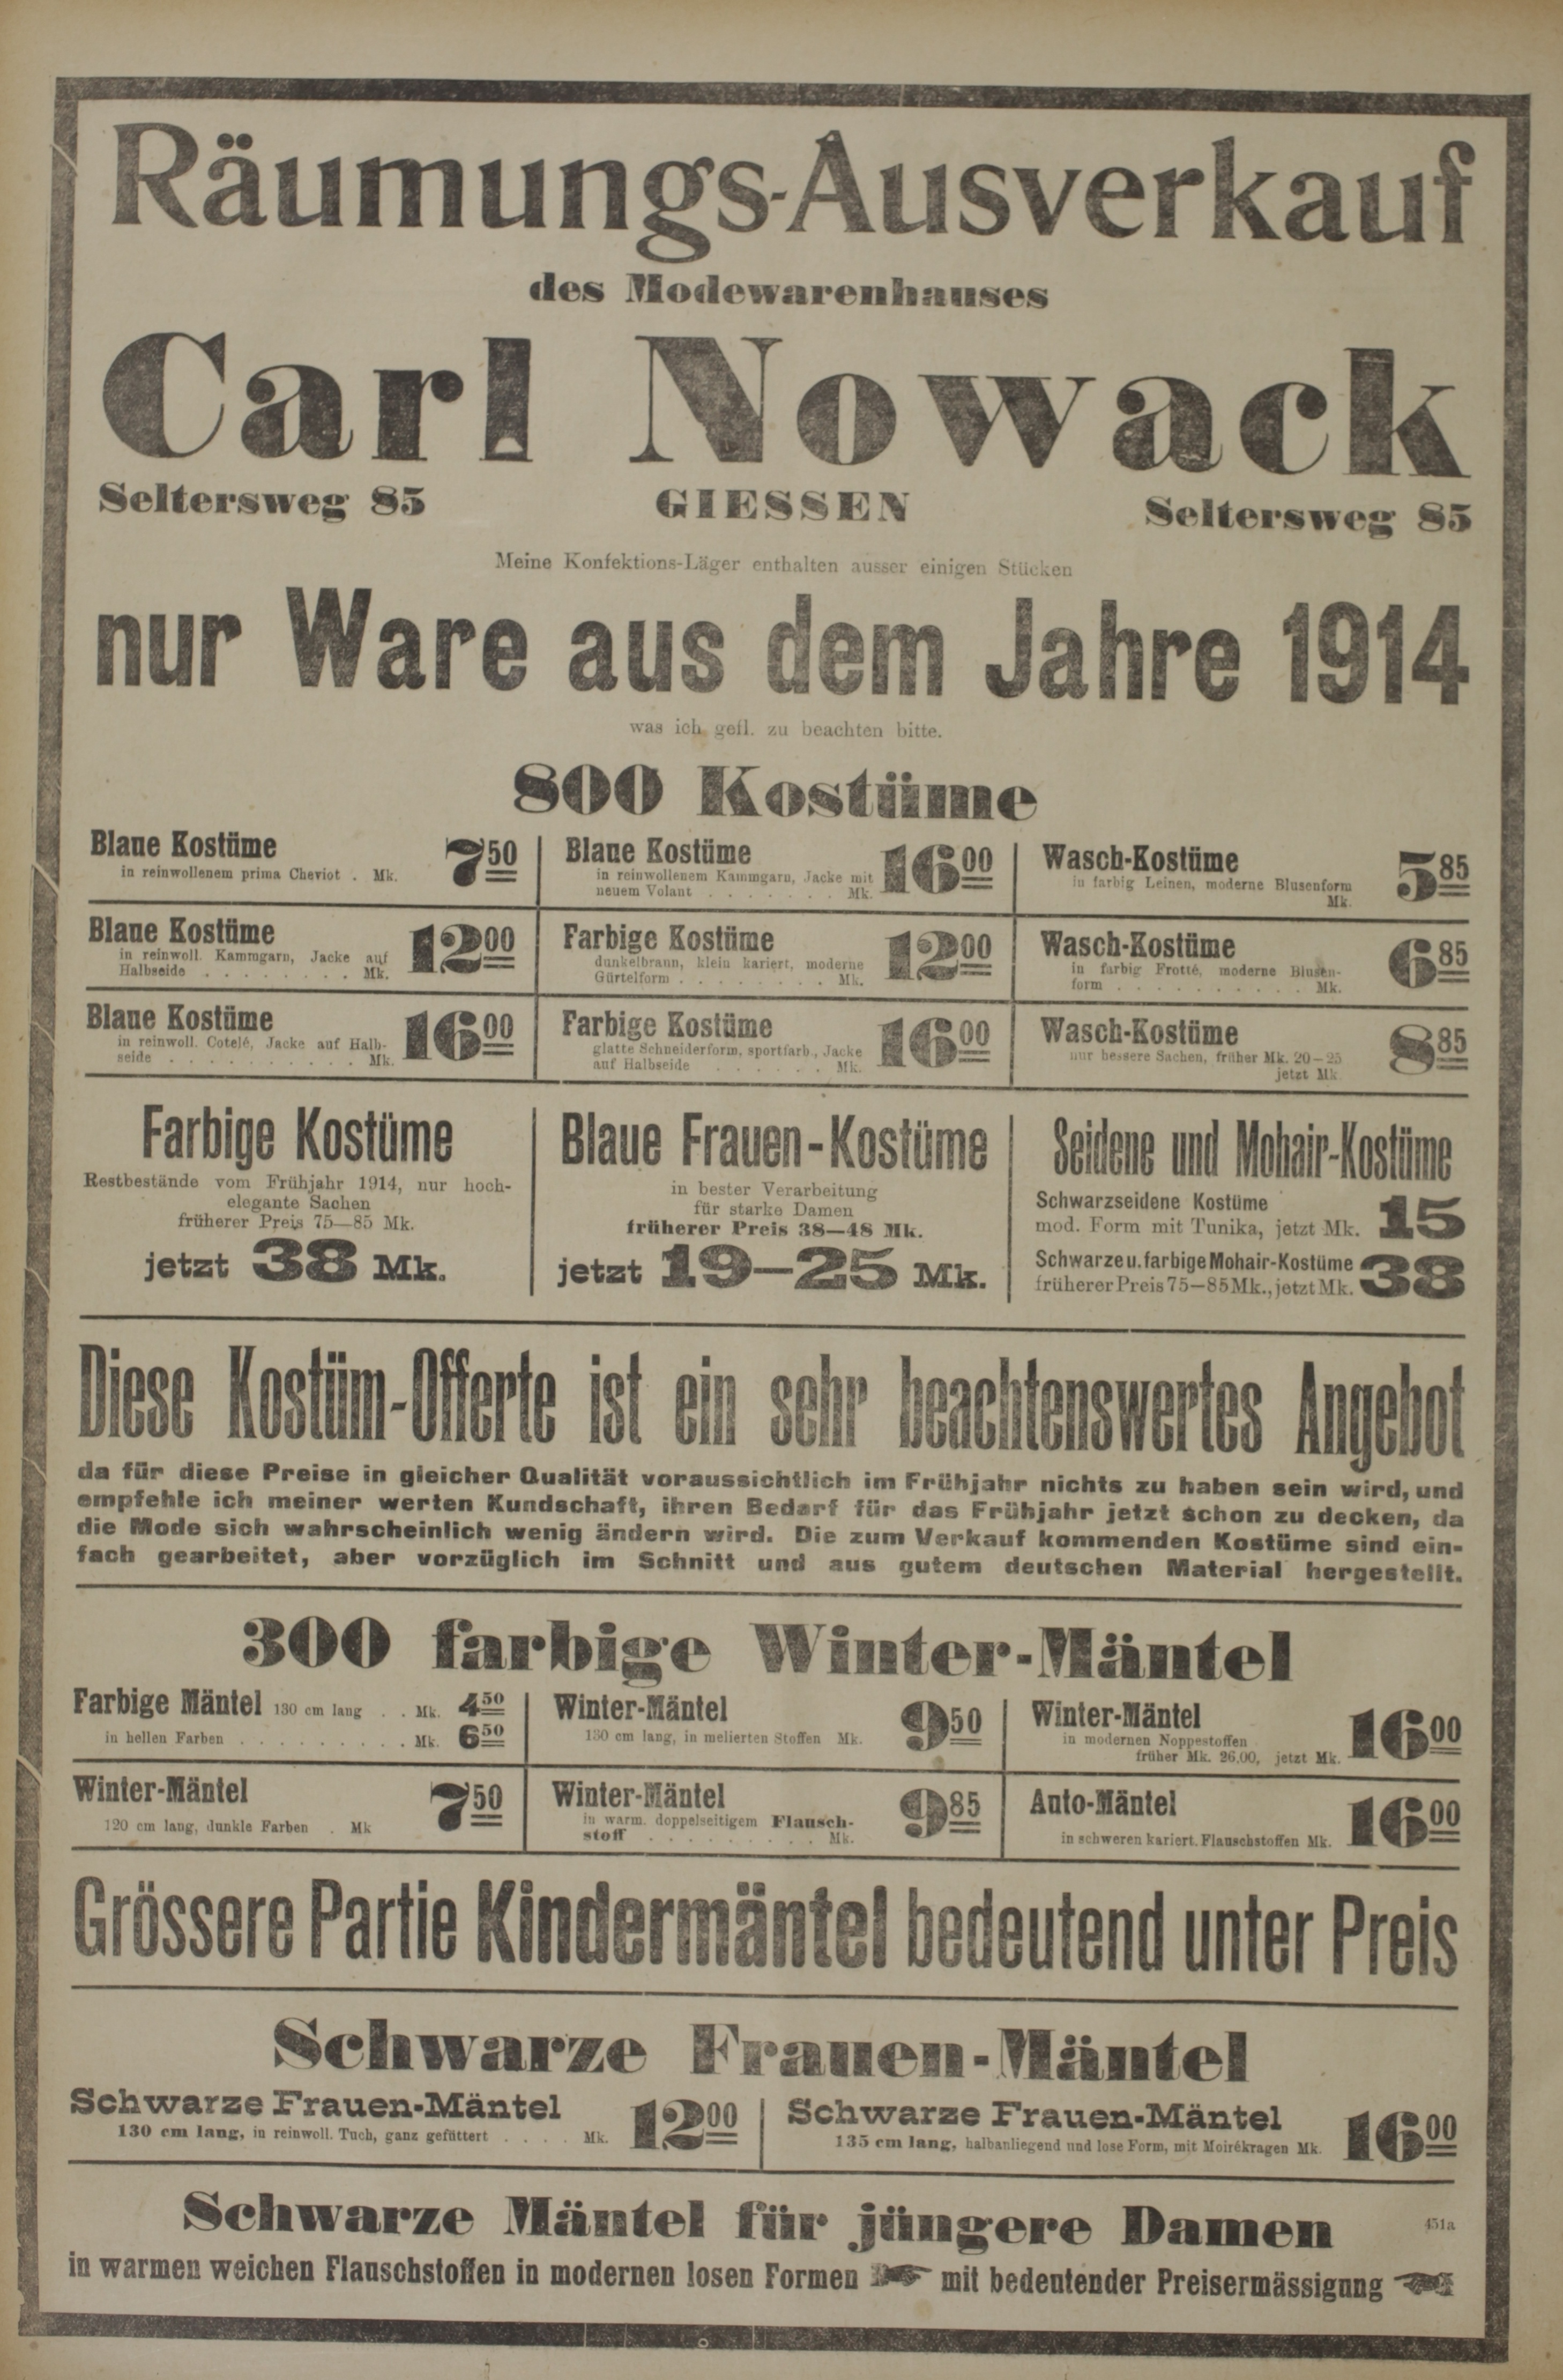 Räumungs-Ausverkauf
des Modewarenhauses
Carl Nowack
Seltersweg 85 GIESSEN Seltersweg 85
Meine Konfektions-Läger enthalten ausser einigen Stücken
nur Ware aus dem Jahre 1914
was ich gefl. zu beachten bitte.
800 Kostüme
Blaue Kostüme
in reinwollenem prima Cheviot . Mk. 7 50
Blaue Kostüme
in reinwoll. Kammgarn, Jacke auf
Halbseide . . . . . . . . Mk. 12 00
Blaue Kostüme
in reinwoll. Cotelé, Jacke auf Halb-
seide . . . . . . . . . . Mk. 16 00
Blaue Kostüme
in reinwollenem Kammgarn, Jacke mit
neuem Volant . . . . . . . Mk. 16 00
Farbige Kostüme
dunkelbraun, klein kariert, moderne
Gürtelform . . . . . . . . Mk. 12 00
Farbige Kostüme
glatte Schneiderform, sportfarb., Jacke
auf Halbseide . . . . . . Mk. 16 00
Wasch-Kostüme
in farbig Leinen, moderne Blusenform
Mk. 5 85
Wasch-Kostüme
in farbig Frotté, moderne Blusen-
form . . . . . . . . . . Mk. 6 85
Wasch-Kostüme
nur bessere Sachen, früher Mk. 20–25
jetzt Mk. 8 85
Farbige Kostüme
Restbestände vom Frühjahr 1914, nur hoch-
elegante Sachen
früherer Preis 75—85 Mk.
jetzt 38 Mk.
Blaue Frauen-Kostüme
in bester Verarbeitung
für starke Damen
früherer Preis 38—48 Mk.
jetzt 19—25 Mk.
Seidene und Mohair-Kostüme
Schwarzseidene Kostüme
mod. Form mit Tunika, jetzt Mk. 15
Schwarze u. farbige Mohair-Kostüme
früherer Preis 75—85 Mk., jetzt Mk. 38
Diese Kostüm-Offerte ist ein sehr beachtenswertes Angebot
da für diese Preise in gleicher Qualität voraussichtlich im Frühjahr nichts zu haben sein wird, und
empfehle ich meiner werten Kundschaft, ihren Bedarf für das Frühjahr jetzt schon zu decken, da
die Mode sich wahrscheinlich wenig ändern wird. Die zum Verkauf kommenden Kostüme sind ein-
fach gearbeitet, aber vorzüglich im Schnitt und aus gutem deutschen Material hergestellt.
300 farbige Winter-Mäntel
Farbige Mäntel 130 cm lang . . Mk. 4 50
in hellen Farben . . . . . . . . . Mk. 6 50
Winter-Mäntel
120 cm lang, dunkle Farben . Mk 7 50
Winter-Mäntel
130 cm lang, in melierten Stoffen Mk. 9 50
Winter-Mäntel
in warm. doppelseitigem Flausch-
stoff . . . . . . . . . Mk. 9 85
Winter-Mäntel
in modernen Noppestoffen
früher Mk. 26,00, jetzt Mk. 16 00
Auto-Mäntel
in schweren kariert. Flauschstoffen Mk. 16 00
Grössere Partie Kindermäntel bedeutend unter Preis
Schwarze Frauen-Mäntel
Schwarze Frauen-Mäntel
130 cm lang, in reinwoll. Tuch, ganz gefüttert . . . . Mk. 12 00
Schwarze Frauen-Mäntel
135 cm lang, halbanliegend und lose Form, mit Moirékragen Mk. 16 00
Schwarze Mäntel für jüngere Damen 451a
in warmen weichen Flauschstoffen in modernen losen Formen ☛ mit bedeutender Preisermässigung ☚